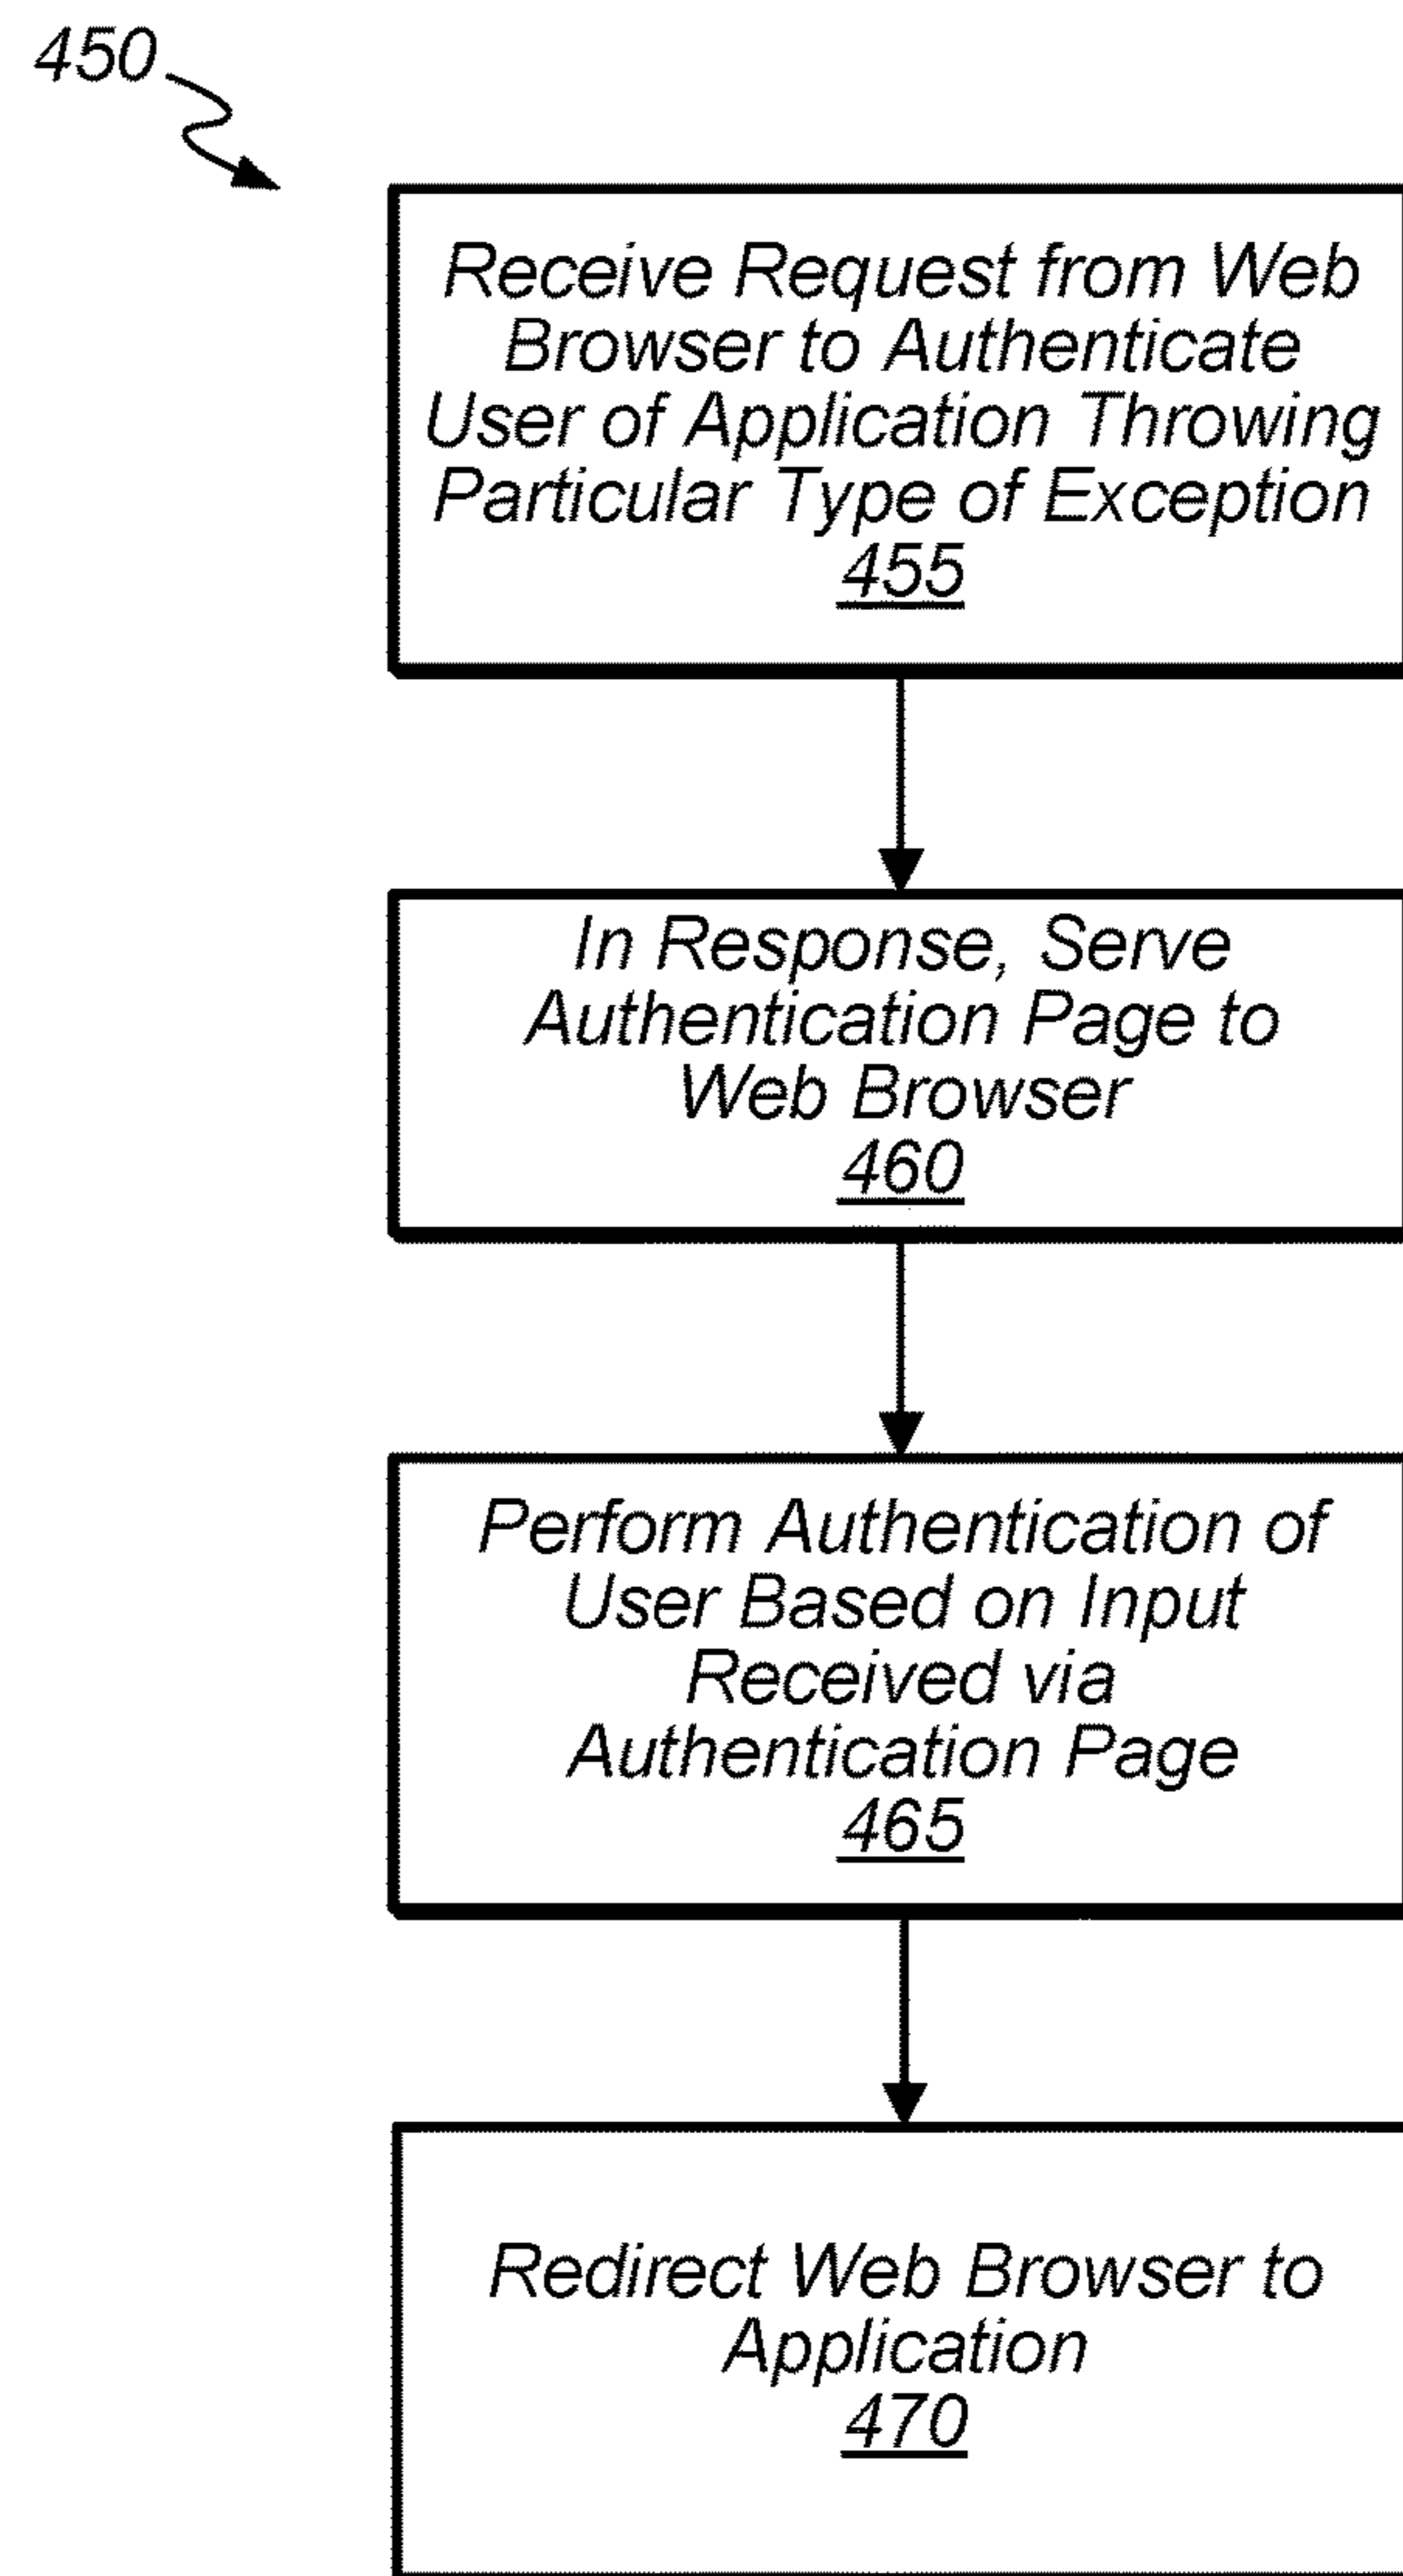 450
Receive Request from Web
Browser to Authenticate
User of Application Throwing
Particular Type of Exception
455
In Response, Serve
Authentication Page to
Web Browser
460
Perform Authentication of
User Based on Input
Received via
Authentication Page
465
Redirect Web Browser to
Application
470